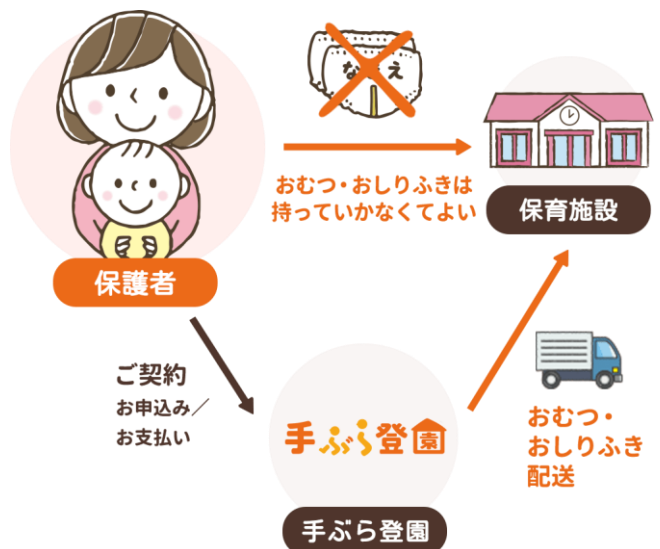 な え
おむつ・おしりふきは
持っていかなくてよい
保育施設
保護者
ご契約
お申込み／
お支払い
手ぶら登園
おむつ・
おしりふき
配送
手ぶら登園